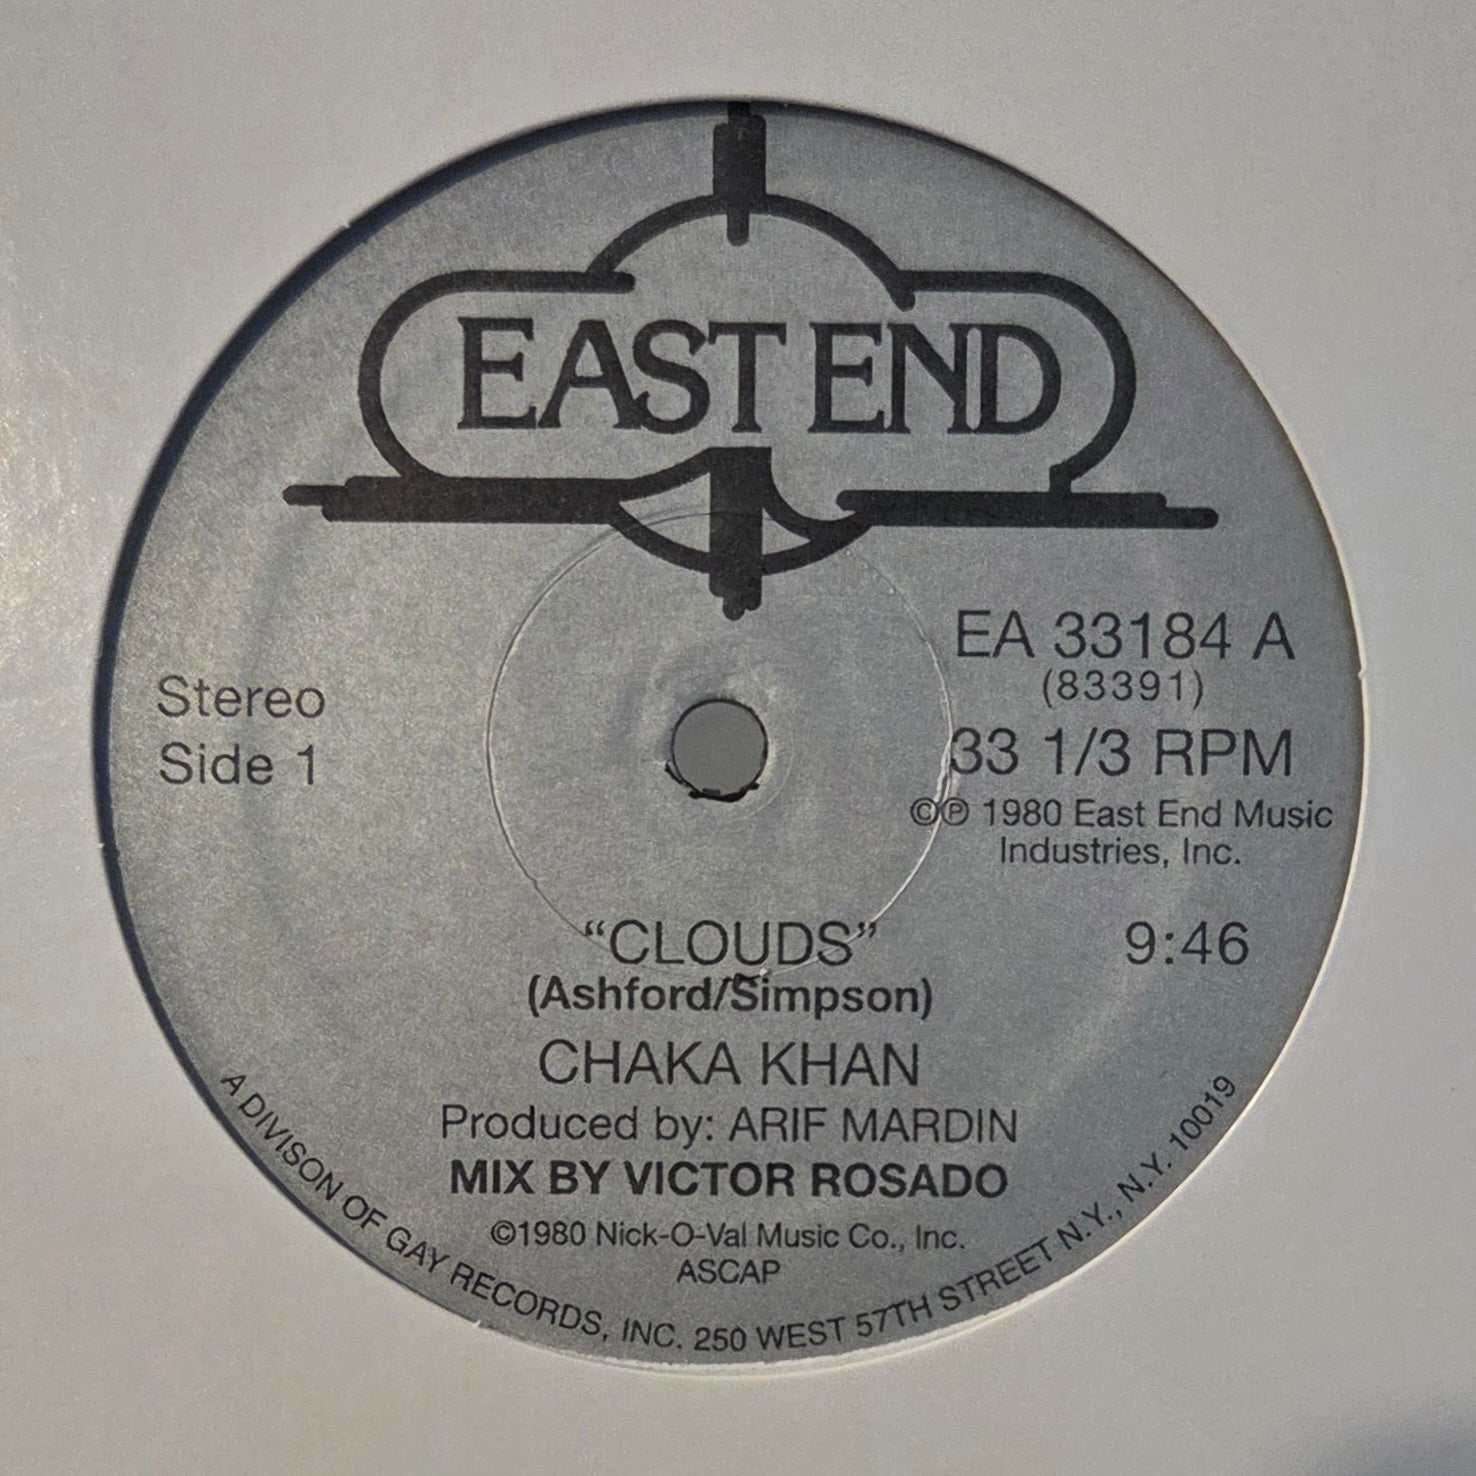 EAST END
EA 33184 A
(83391)
33 1/3 RPM
©℗ 1980 East End Music
Industries, Inc.
Stereo
Side 1
“CLOUDS” 9:46
(Ashford/Simpson)
CHAKA KHAN
Produced by: ARIF MARDIN
MIX BY VICTOR ROSADO
©1980 Nick-O-Val Music Co., Inc.
ASCAP
A DIVISON OF GAY RECORDS, INC. 250 WEST 57TH STREET N.Y., N.Y. 10019